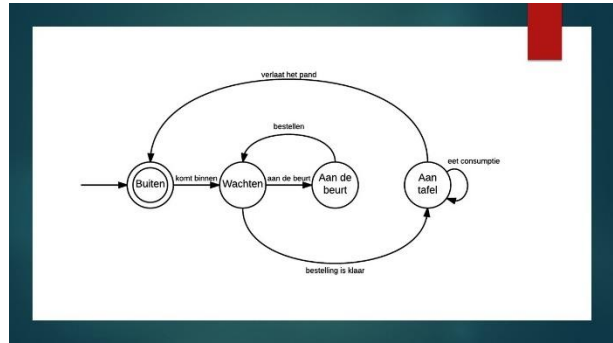 verlaat het pand
bestellen
eet consumptie
Buiten
komt binnen
Wachten
aan de beurt
Aan de
beurt
Aan
tafel
bestelling is klaar